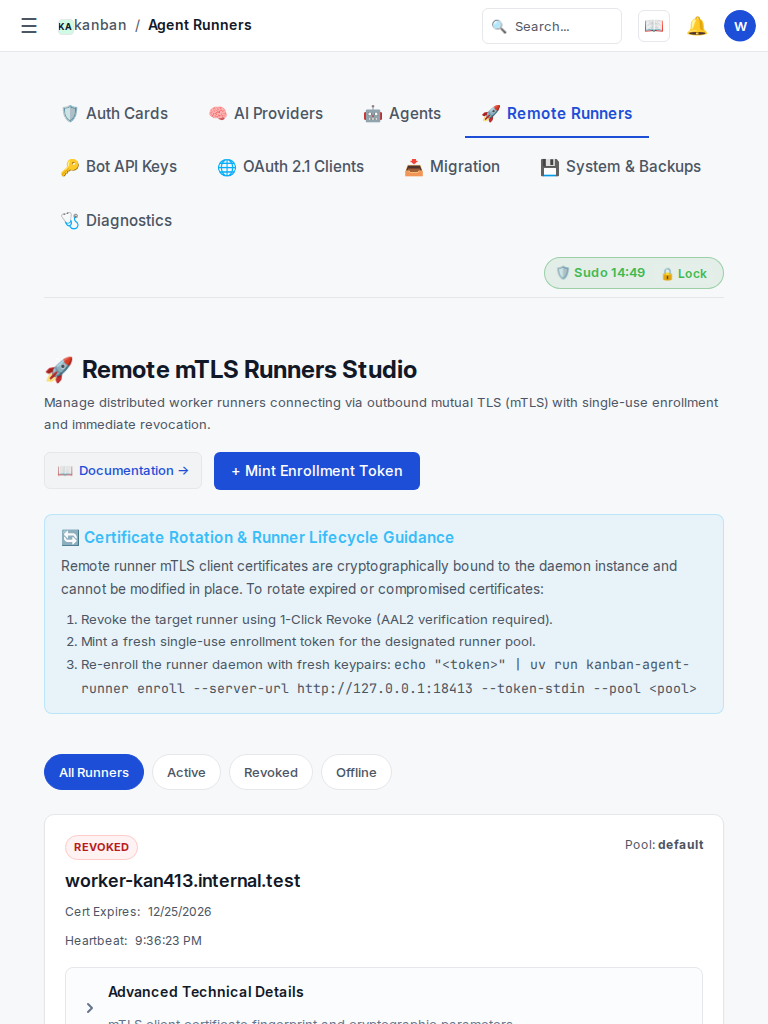 ☰ KA kanban / Agent Runners 🔍 Search... 📖 🔔 W
🛡️ Auth Cards 🧠 AI Providers 🤖 Agents 🚀 Remote Runners
🔑 Bot API Keys 🌐 OAuth 2.1 Clients 📥 Migration 💾 System & Backups
🩺 Diagnostics
🛡️ Sudo 14:49 🔒 Lock
🚀 Remote mTLS Runners Studio
Manage distributed worker runners connecting via outbound mutual TLS (mTLS) with single-use enrollment
and immediate revocation.
📖 Documentation → + Mint Enrollment Token
🔄 Certificate Rotation & Runner Lifecycle Guidance
Remote runner mTLS client certificates are cryptographically bound to the daemon instance and
cannot be modified in place. To rotate expired or compromised certificates:
1. Revoke the target runner using 1-Click Revoke (AAL2 verification required).
2. Mint a fresh single-use enrollment token for the designated runner pool.
3. Re-enroll the runner daemon with fresh keypairs: echo "<token>" | uv run kanban-agent-
runner enroll --server-url http://127.0.0.1:18413 --token-stdin --pool <pool>
All Runners Active Revoked Offline
REVOKED Pool: default
worker-kan413.internal.test
Cert Expires: 12/25/2026
Heartbeat: 9:36:23 PM
Advanced Technical Details
mTLS client certificate fingerprint and cryptographic parameters